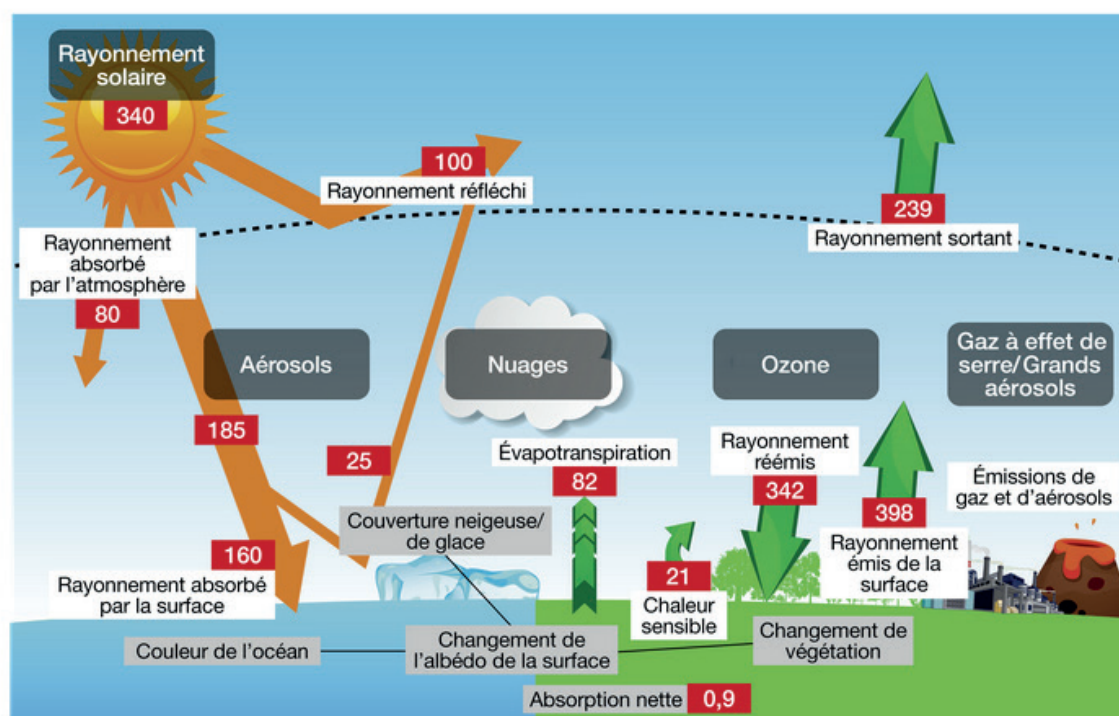 Rayonnement
solaire
340
100
Rayonnement réfléchi
239
Rayonnement sortant
Rayonnement
absorbé
par l'atmosphère
80
Aérosols
Nuages
Ozone
Gaz à effet de
serre/Grands
aérosols
185
25
Évapotranspiration
82
Rayonnement
réémis
342
398
Rayonnement
émis de la
surface
Émissions de
gaz et d'aérosols
Couverture neigeuse/
de glace
160
Rayonnement absorbé
par la surface
21
Chaleur
sensible
Couleur de l'océan
Changement de
l'albédo de la surface
Changement de
végétation
Absorption nette 0,9